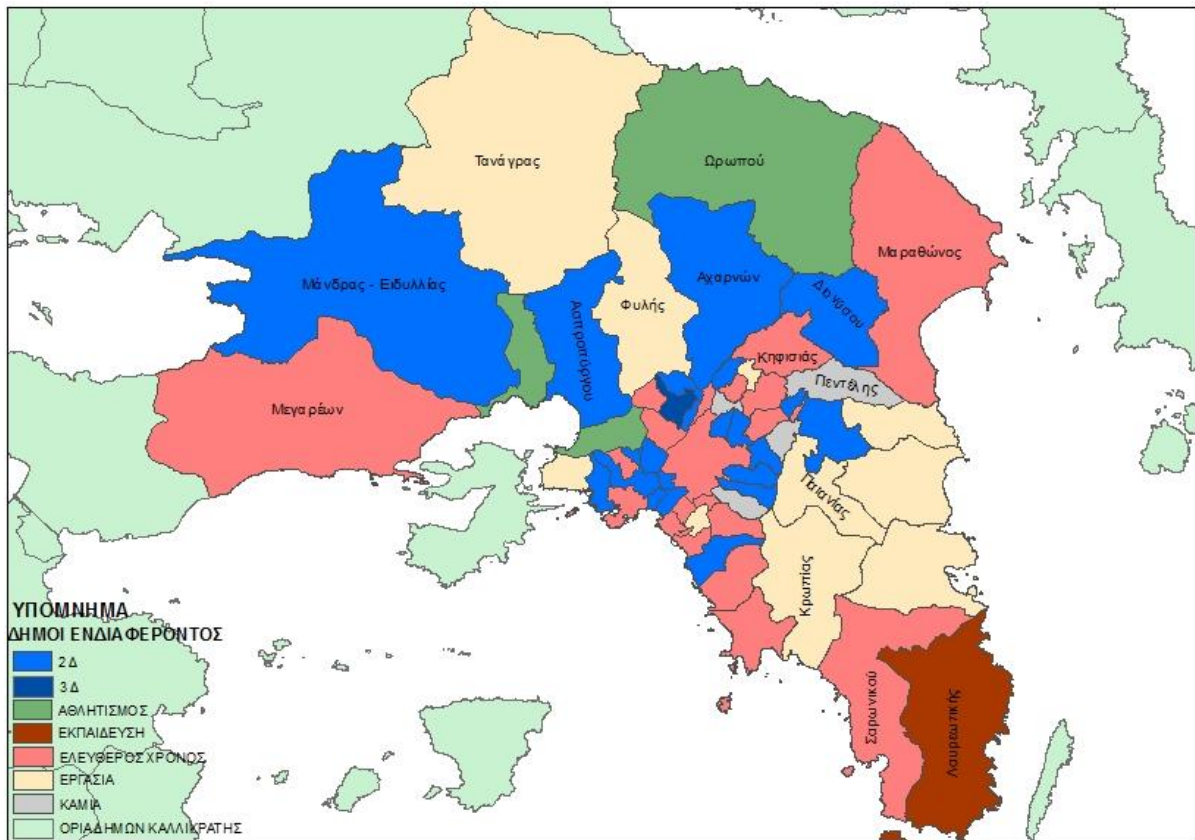 Τανάγρας
Ωρωπού
Μαραθώνος
Μάνδρας - Ειδυλλίας
Αχαρνών
Διονύσου
Φυλής
Ασπροπύργου
Κηφισιάς
Πεντέλης
Μεγαρέων
Παιανίας
Κρωπίας
Σαρωνικού
Λαυρεωτικής
ΥΠΟΜΝΗΜΑ
ΔΗΜΟΙ ΕΝΔΙΑΦΕΡΟΝΤΟΣ
2Δ
3Δ
ΑΘΛΗΤΙΣΜΟΣ
ΕΚΠΑΙΔΕΥΣΗ
ΕΛΕΥΘΕΡΟΣ ΧΡΟΝΟΣ
ΕΡΓΑΣΙΑ
ΚΑΜΙΑ
ΟΡΙΑ ΔΗΜΩΝ ΚΑΛΛΙΚΡΑΤΗΣ